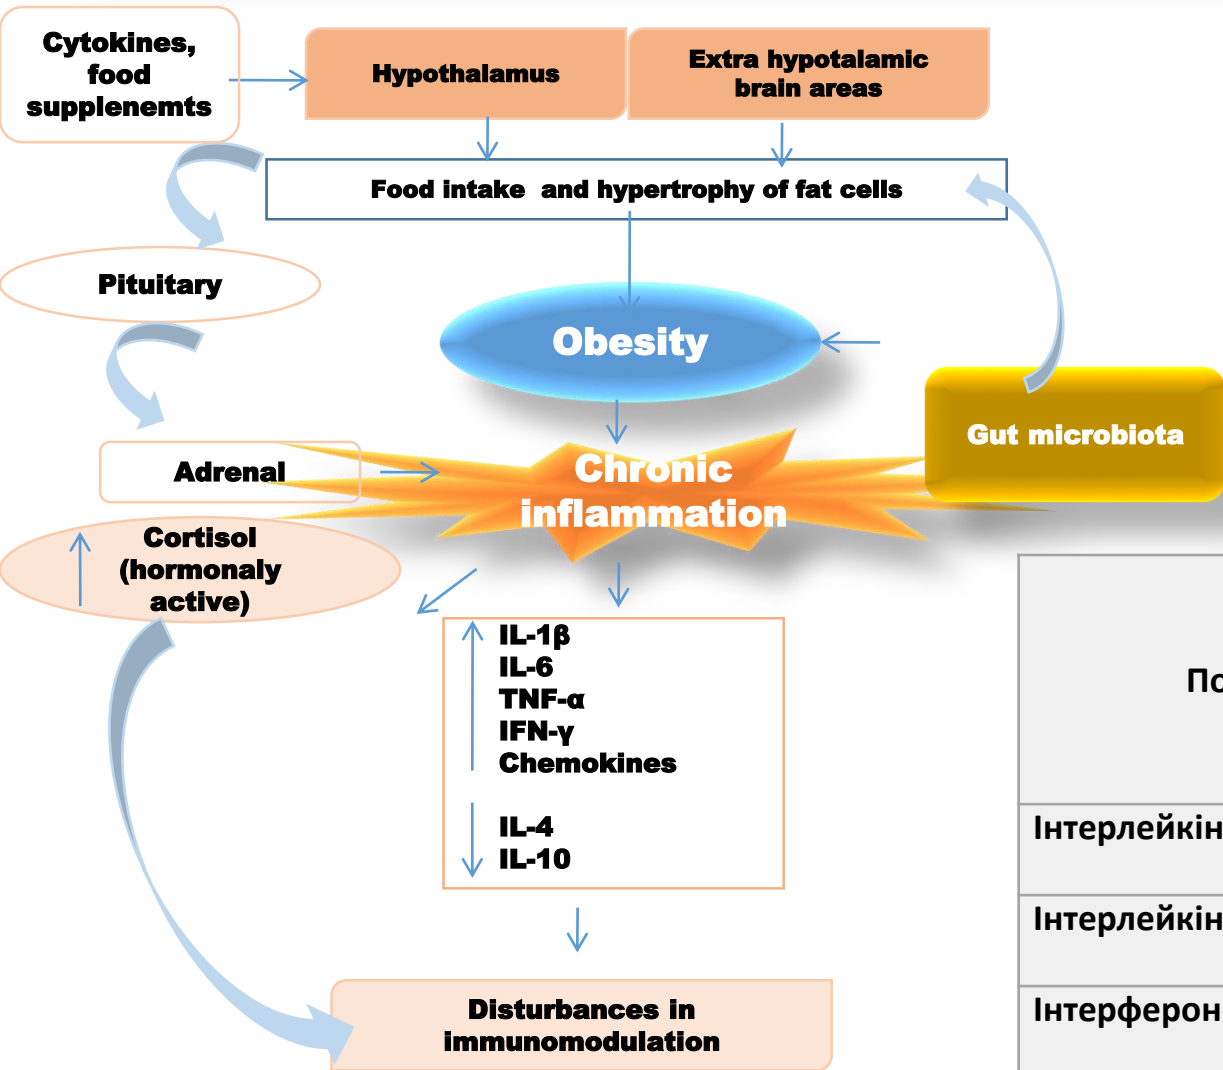 Cytokines,
food
supplenemts
Hypothalamus
Extra hypotalamic
brain areas
Food intake and hypertrophy of fat cells
Pituitary
Obesity
Gut microbiota
Adrenal
Chronic
inflammation
Cortisol
(hormonaly
active)
IL-1β
IL-6
TNF-α
IFN-γ
Chemokines
IL-4
IL-10
Disturbances in
immunomodulation
По
Інтерлейкін
Інтерлейкін
Інтерферон